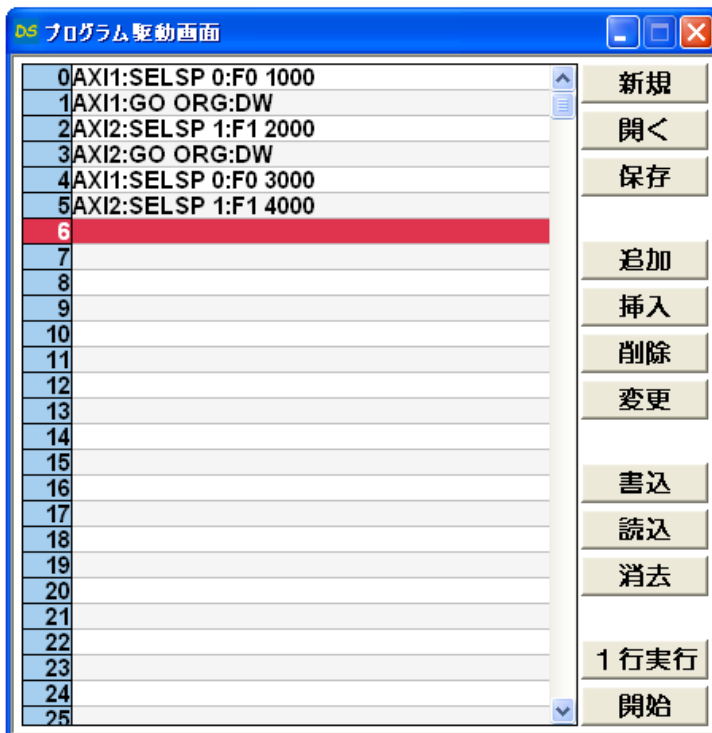 DS プログラム駆動画面
0 AXI1:SELSP 0:F0 1000
1 AXI1:GO ORG:DW
2 AXI2:SELSP 1:F1 2000
3 AXI2:GO ORG:DW
4 AXI1:SELSP 0:F0 3000
5 AXI2:SELSP 1:F1 4000
6
7
8
9
10
11
12
13
14
15
16
17
18
19
20
21
22
23
24
25
新規
開く
保存
追加
挿入
削除
変更
書込
読込
消去
1行実行
開始